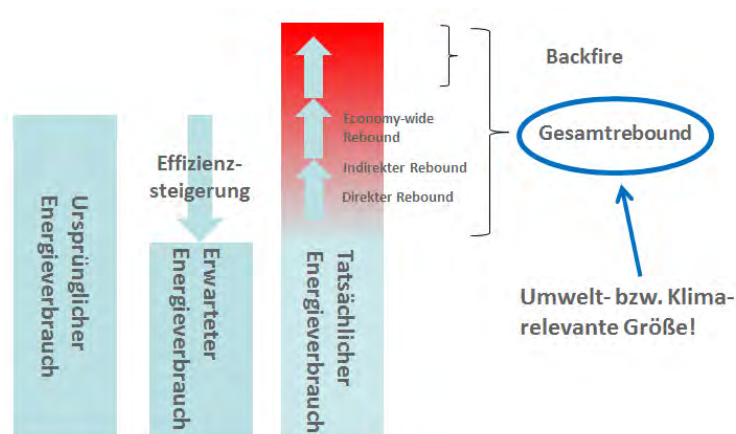 Ursprünglicher
Energieverbrauch
Effizienz-
steigerung
Erwarteter
Energieverbrauch
Economy-wide
Rebound
Indirekter Rebound
Direkter Rebound
Tatsächlicher
Energieverbrauch
Backfire
Gesamtrebound
Umwelt- bzw. Klima-
relevante Größe!